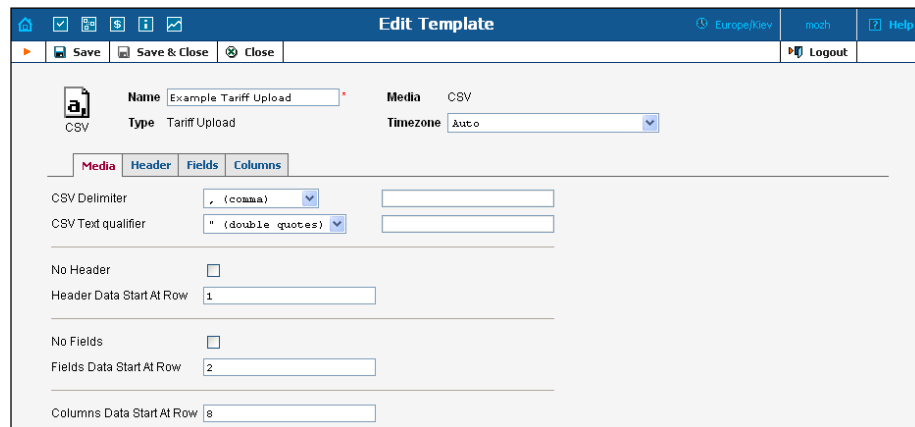 Edit Template Europe/Kiev mozh Help
Save Save & Close Close Logout
a,
CSV
Name Example Tariff Upload * Media CSV
Type Tariff Upload Timezone Auto
Media Header Fields Columns
CSV Delimiter , (comma)
CSV Text qualifier " (double quotes)
No Header
Header Data Start At Row 1
No Fields
Fields Data Start At Row 2
Columns Data Start At Row 8